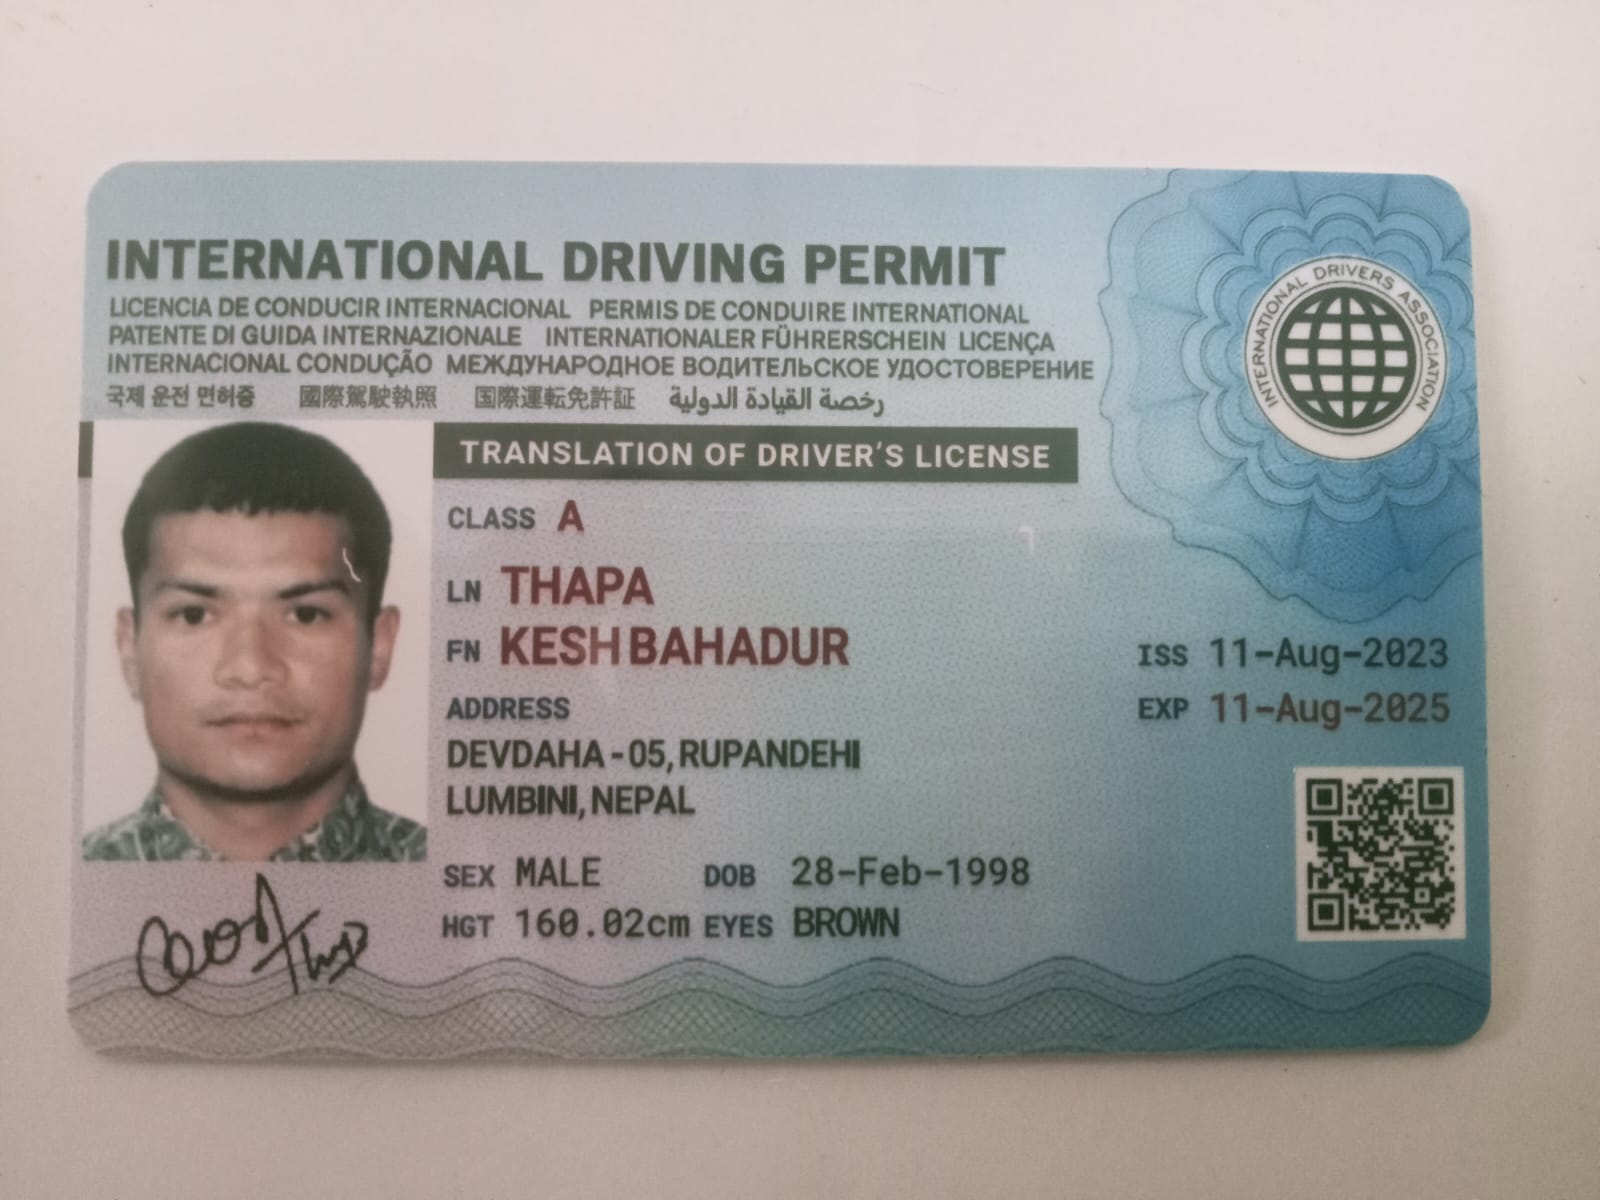 INTERNATIONAL DRIVING PERMIT
LICENCIA DE CONDUCIR INTERNACIONAL PERMIS DE CONDUIRE INTERNATIONAL
PATENTE DI GUIDA INTERNAZIONALE INTERNATIONALER FÜHRERSCHEIN LICENÇA
INTERNACIONAL CONDUÇÃO МЕЖДУНАРОДНОЕ ВОДИТЕЛЬСКОЕ УДОСТОВЕРЕНИЕ
국제 운전 면허증 國際駕駛執照 国際運転免許証 رخصة القيادة الدولية
INTERNATIONAL DRIVERS ASSOCIATION
TRANSLATION OF DRIVER'S LICENSE
CLASS A
LN THAPA
FN KESH BAHADUR
ISS 11-Aug-2023
ADDRESS
EXP 11-Aug-2025
DEVDAHA - 05, RUPANDEHI
LUMBINI, NEPAL
SEX MALE DOB 28-Feb-1998
HGT 160.02cm EYES BROWN